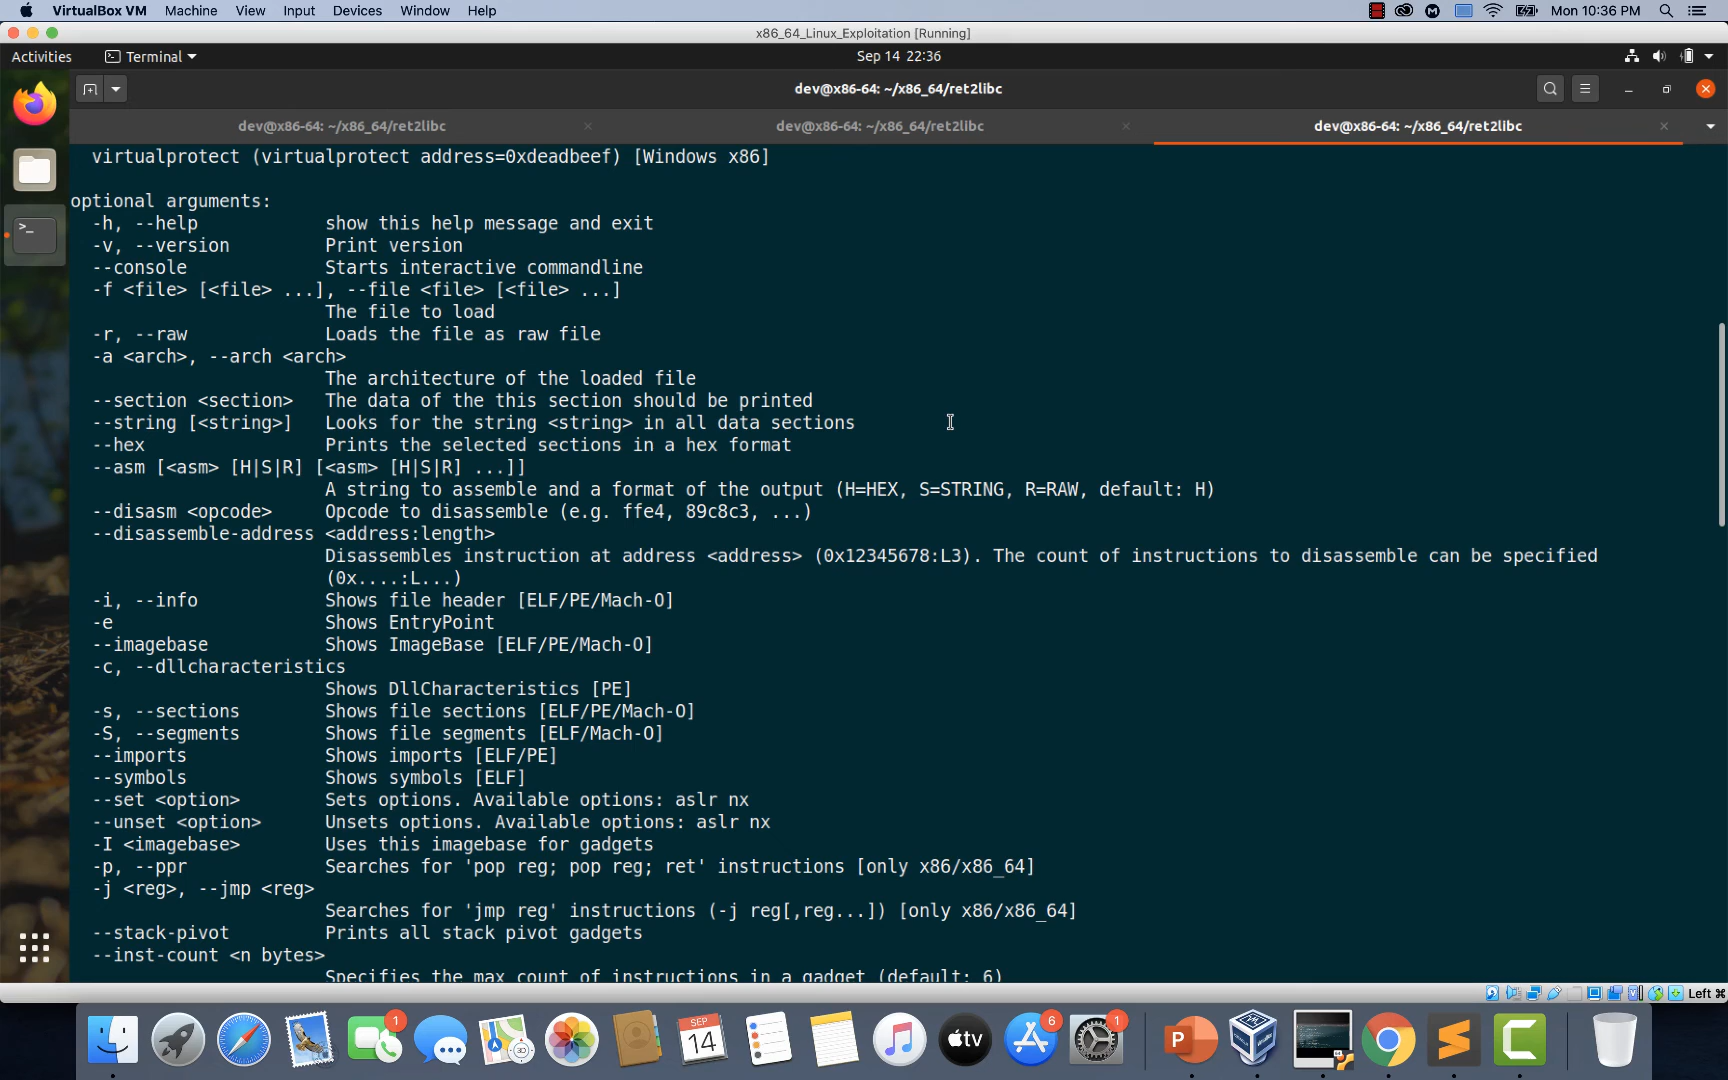 VirtualBox VM Machine View Input Devices Window Help Mon 10:36 PM
x86_64_Linux_Exploitation [Running]
Activities Terminal Sep 14 22:36
dev@x86-64: ~/x86_64/ret2libc
dev@x86-64: ~/x86_64/ret2libc dev@x86-64: ~/x86_64/ret2libc dev@x86-64: ~/x86_64/ret2libc
virtualprotect (virtualprotect address=0xdeadbeef) [Windows x86]
optional arguments:
-h, --help show this help message and exit
-v, --version Print version
--console Starts interactive commandline
-f <file> [<file> ...], --file <file> [<file> ...]
The file to load
-r, --raw Loads the file as raw file
-a <arch>, --arch <arch>
The architecture of the loaded file
--section <section> The data of the this section should be printed
--string [<string>] Looks for the string <string> in all data sections
--hex Prints the selected sections in a hex format
--asm [<asm> [H|S|R] [<asm> [H|S|R] ...]]
A string to assemble and a format of the output (H=HEX, S=STRING, R=RAW, default: H)
--disasm <opcode> Opcode to disassemble (e.g. ffe4, 89c8c3, ...)
--disassemble-address <address:length>
Disassembles instruction at address <address> (0x12345678:L3). The count of instructions to disassemble can be specified
(0x....:L...)
-i, --info Shows file header [ELF/PE/Mach-O]
-e Shows EntryPoint
--imagebase Shows ImageBase [ELF/PE/Mach-O]
-c, --dllcharacteristics
Shows DllCharacteristics [PE]
-s, --sections Shows file sections [ELF/PE/Mach-O]
-S, --segments Shows file segments [ELF/Mach-O]
--imports Shows imports [ELF/PE]
--symbols Shows symbols [ELF]
--set <option> Sets options. Available options: aslr nx
--unset <option> Unsets options. Available options: aslr nx
-I <imagebase> Uses this imagebase for gadgets
-p, --ppr Searches for 'pop reg; pop reg; ret' instructions [only x86/x86_64]
-j <reg>, --jmp <reg>
Searches for 'jmp reg' instructions (-j reg[,reg...]) [only x86/x86_64]
--stack-pivot Prints all stack pivot gadgets
--inst-count <n bytes>
Specifies the max count of instructions in a gadget (default: 6)
Left ⌘
1 3D SEP 14 tv 6 1 P C